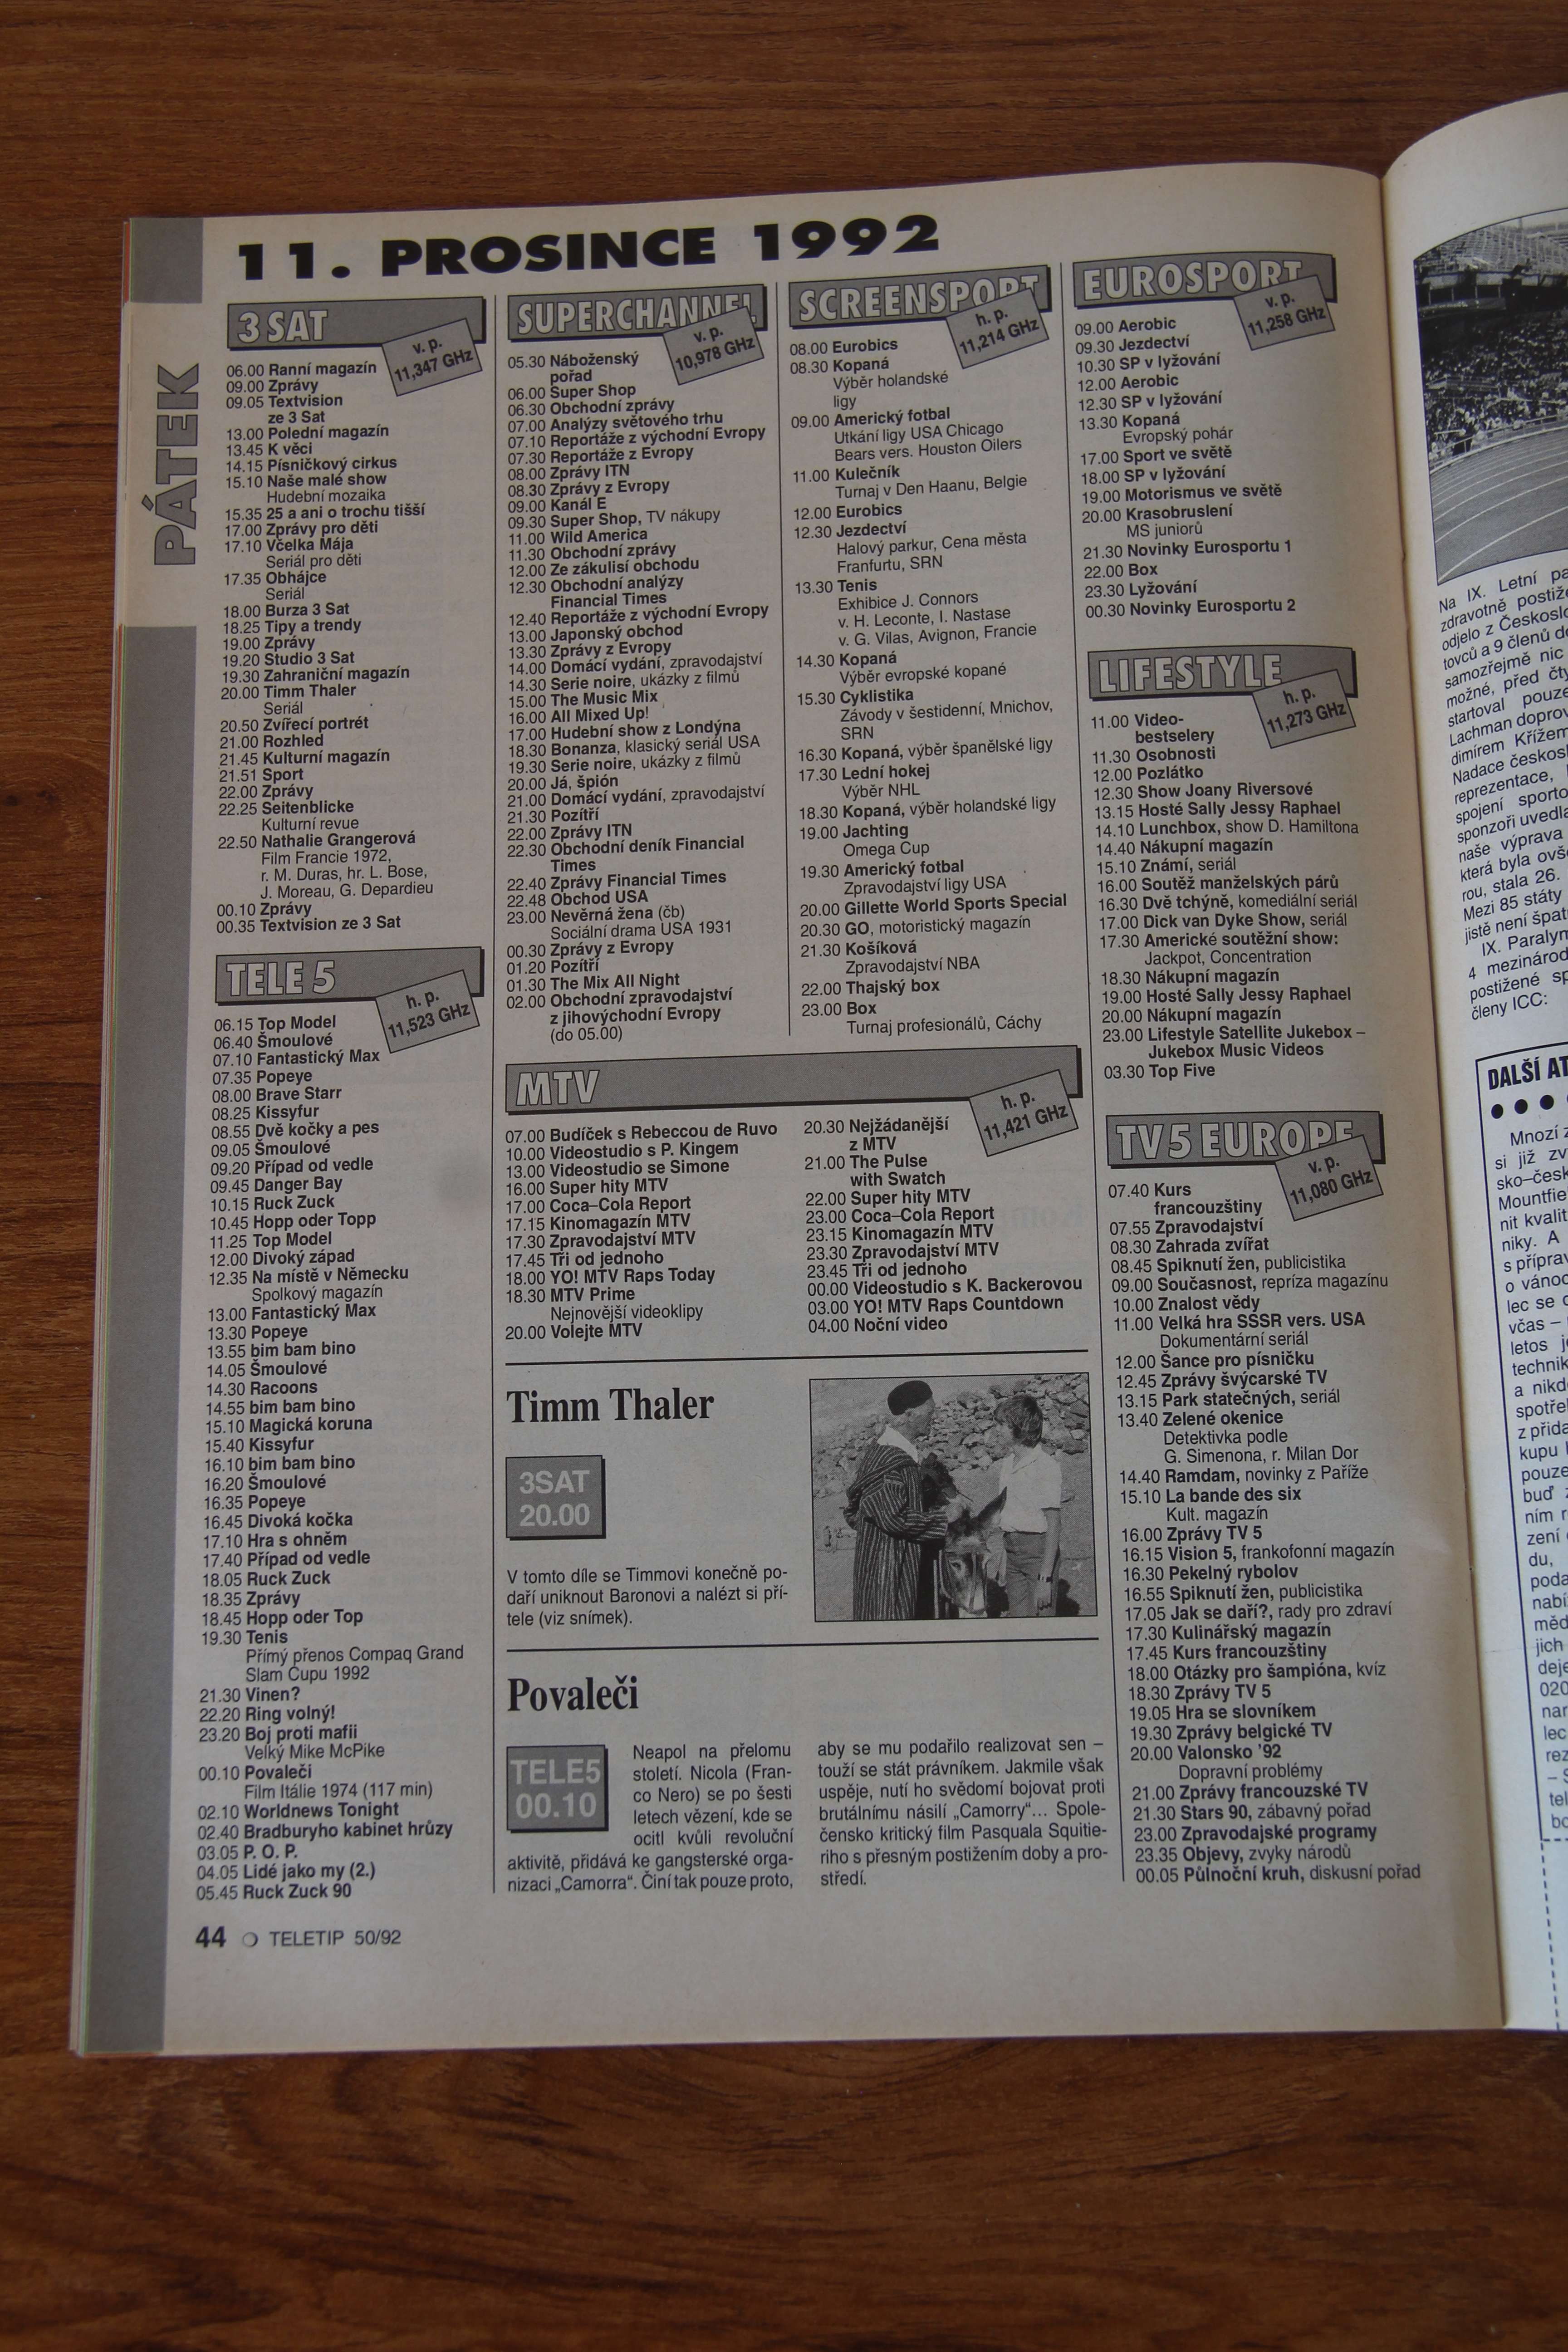 11. PROSINCE 1992
PÁTEK
3 SAT
v. p.
11,347 GHz
06.00 Ranní magazín
09.00 Zprávy
09.05 Textvision
ze 3 Sat
13.00 Polední magazín
13.45 K věci
14.15 Písničkový cirkus
15.10 Naše malé show
Hudební mozaika
15.35 25 a ani o trochu tišší
17.00 Zprávy pro děti
17.10 Včelka Mája
Seriál pro děti
17.35 Obhájce
Seriál
18.00 Burza 3 Sat
18.25 Tipy a trendy
19.00 Zprávy
19.20 Studio 3 Sat
19.30 Zahraniční magazín
20.00 Timm Thaler
Seriál
20.50 Zvířecí portrét
21.00 Rozhled
21.45 Kulturní magazín
21.51 Sport
22.00 Zprávy
22.25 Seitenblicke
Kulturní revue
22.50 Nathalie Grangerová
Film Francie 1972,
r. M. Duras, hr. L. Bose,
J. Moreau, G. Depardieu
00.10 Zprávy
00.35 Textvision ze 3 Sat
TELE 5
h. p.
11,523 GHz
06.15 Top Model
06.40 Šmoulové
07.10 Fantastický Max
07.35 Popeye
08.00 Brave Starr
08.25 Kissyfur
08.55 Dvě kočky a pes
09.05 Šmoulové
09.20 Případ od vedle
09.45 Danger Bay
10.15 Ruck Zuck
10.45 Hopp oder Topp
11.25 Top Model
12.00 Divoký západ
12.35 Na místě v Německu
Spolkový magazín
13.00 Fantastický Max
13.30 Popeye
13.55 bim bam bino
14.05 Šmoulové
14.30 Racoons
14.55 bim bam bino
15.10 Magická koruna
15.40 Kissyfur
16.10 bim bam bino
16.20 Šmoulové
16.35 Popeye
16.45 Divoká kočka
17.10 Hra s ohněm
17.40 Případ od vedle
18.05 Ruck Zuck
18.35 Zprávy
18.45 Hopp oder Top
19.30 Tenis
Přímý přenos Compaq Grand
Slam Cupu 1992
21.30 Vinen?
22.20 Ring volný!
23.20 Boj proti mafii
Velký Mike McPike
00.10 Povaleči
Film Itálie 1974 (117 min)
02.10 Worldnews Tonight
02.40 Bradburyho kabinet hrůzy
03.05 P. O. P.
04.05 Lidé jako my (2.)
05.45 Ruck Zuck 90
SUPERCHANNEL
v. p.
10,978 GHz
05.30 Náboženský
pořad
06.00 Super Shop
06.30 Obchodní zprávy
07.00 Analýzy světového trhu
07.10 Reportáže z východní Evropy
07.30 Reportáže z Evropy
08.00 Zprávy ITN
08.30 Zprávy z Evropy
09.00 Kanál E
09.30 Super Shop, TV nákupy
11.00 Wild America
11.30 Obchodní zprávy
12.00 Ze zákulisí obchodu
12.30 Obchodní analýzy
Financial Times
12.40 Reportáže z východní Evropy
13.00 Japonský obchod
13.30 Zprávy z Evropy
14.00 Domácí vydání, zpravodajství
14.30 Serie noire, ukázky z filmů
15.00 The Music Mix
16.00 All Mixed Up!
17.00 Hudební show z Londýna
18.30 Bonanza, klasický seriál USA
19.30 Serie noire, ukázky z filmů
20.00 Já, špión
21.00 Domácí vydání, zpravodajství
21.30 Pozítří
22.00 Zprávy ITN
22.30 Obchodní deník Financial
Times
22.40 Zprávy Financial Times
22.48 Obchod USA
23.00 Nevěrná žena (čb)
Sociální drama USA 1931
00.30 Zprávy z Evropy
01.20 Pozítří
01.30 The Mix All Night
02.00 Obchodní zpravodajství
z jihovýchodní Evropy
(do 05.00)
SCREENSPORT
h. p.
11,214 GHz
08.00 Eurobics
08.30 Kopaná
Výběr holandské
ligy
09.00 Americký fotbal
Utkání ligy USA Chicago
Bears vers. Houston Oilers
11.00 Kulečník
Turnaj v Den Haanu, Belgie
12.00 Eurobics
12.30 Jezdectví
Halový parkur, Cena města
Franfurtu, SRN
13.30 Tenis
Exhibice J. Connors
v. H. Leconte, I. Nastase
v. G. Vilas, Avignon, Francie
14.30 Kopaná
Výběr evropské kopané
15.30 Cyklistika
Závody v šestidenní, Mnichov,
SRN
16.30 Kopaná, výběr španělské ligy
17.30 Lední hokej
Výběr NHL
18.30 Kopaná, výběr holandské ligy
19.00 Jachting
Omega Cup
19.30 Americký fotbal
Zpravodajství ligy USA
20.00 Gillette World Sports Special
20.30 GO, motoristický magazín
21.30 Košíková
Zpravodajství NBA
22.00 Thajský box
23.00 Box
Turnaj profesionálů, Cáchy
EUROSPORT
v. p.
11,258 GHz
09.00 Aerobic
09.30 Jezdectví
10.30 SP v lyžování
12.00 Aerobic
12.30 SP v lyžování
13.30 Kopaná
Evropský pohár
17.00 Sport ve světě
18.00 SP v lyžování
19.00 Motorismus ve světě
20.00 Krasobruslení
MS juniorů
21.30 Novinky Eurosportu 1
22.00 Box
23.30 Lyžování
00.30 Novinky Eurosportu 2
LIFESTYLE
h. p.
11,273 GHz
11.00 Video-
bestselery
11.30 Osobnosti
12.00 Pozlátko
12.30 Show Joany Riversové
13.15 Hosté Sally Jessy Raphael
14.10 Lunchbox, show D. Hamiltona
14.40 Nákupní magazín
15.10 Známí, seriál
16.00 Soutěž manželských párů
16.30 Dvě tchýně, komediální seriál
17.00 Dick van Dyke Show, seriál
17.30 Americké soutěžní show:
Jackpot, Concentration
18.30 Nákupní magazín
19.00 Hosté Sally Jessy Raphael
20.00 Nákupní magazín
23.00 Lifestyle Satellite Jukebox –
Jukebox Music Videos
03.30 Top Five
MTV
h. p.
11,421 GHz
07.00 Budíček s Rebeccou de Ruvo
10.00 Videostudio s P. Kingem
13.00 Videostudio se Simone
16.00 Super hity MTV
17.00 Coca–Cola Report
17.15 Kinomagazín MTV
17.30 Zpravodajství MTV
17.45 Tři od jednoho
18.00 YO! MTV Raps Today
18.30 MTV Prime
Nejnovější videoklipy
20.00 Volejte MTV
20.30 Nejžádanější
z MTV
21.00 The Pulse
with Swatch
22.00 Super hity MTV
23.00 Coca–Cola Report
23.15 Kinomagazín MTV
23.30 Zpravodajství MTV
23.45 Tři od jednoho
00.00 Videostudio s K. Backerovou
03.00 YO! MTV Raps Countdown
04.00 Noční video
TV5 EUROPE
v. p.
11,080 GHz
07.40 Kurs
francouzštiny
07.55 Zpravodajství
08.30 Zahrada zvířat
08.45 Spiknutí žen, publicistika
09.00 Současnost, repríza magazínu
10.00 Znalost vědy
11.00 Velká hra SSSR vers. USA
Dokumentární seriál
12.00 Šance pro písničku
12.45 Zprávy švýcarské TV
13.15 Park statečných, seriál
13.40 Zelené okenice
Detektivka podle
G. Simenona, r. Milan Dor
14.40 Ramdam, novinky z Paříže
15.10 La bande des six
Kult. magazín
16.00 Zprávy TV 5
16.15 Vision 5, frankofonní magazín
16.30 Pekelný rybolov
16.55 Spiknutí žen, publicistika
17.05 Jak se daří?, rady pro zdraví
17.30 Kulinářský magazín
17.45 Kurs francouzštiny
18.00 Otázky pro šampióna, kvíz
18.30 Zprávy TV 5
19.05 Hra se slovníkem
19.30 Zprávy belgické TV
20.00 Valonsko '92
Dopravní problémy
21.00 Zprávy francouzské TV
21.30 Stars 90, zábavný pořad
23.00 Zpravodajské programy
23.35 Objevy, zvyky národů
00.05 Půlnoční kruh, diskusní pořad
Timm Thaler
3SAT
20.00
V tomto díle se Timmovi konečně po-
daří uniknout Baronovi a nalézt si pří-
tele (viz snímek).
Povaleči
TELE5
00.10
Neapol na přelomu
století. Nicola (Fran-
co Nero) se po šesti
letech vězení, kde se
ocitl kvůli revoluční
aktivitě, přidává ke gangsterské orga-
nizaci „Camorra“. Činí tak pouze proto,
aby se mu podařilo realizovat sen –
touží se stát právníkem. Jakmile však
uspěje, nutí ho svědomí bojovat proti
brutálnímu násilí „Camorry“... Spole-
čensko kritický film Pasquala Squitie-
riho s přesným postižením doby a pro-
středí.
44 TELETIP 50/92
Na IX. Letní
zdravotně
odjelo z
tovců a 9 členů
samozřejmě nic
možné, před
startoval
Lachman
dimírem Křížem
Nadace
reprezentace,
spojení
sponzoři
naše výprava
která byla
rou, stala 26.
Mezi 85 státy
jistě není
IX.
4
postižené
členy ICC:
DALŠÍ
Mnozí z
si již
nit
niky. A
o
lec se
včas –
letos
a
z
kupu
pouze
buď
ním
zení
020
lec